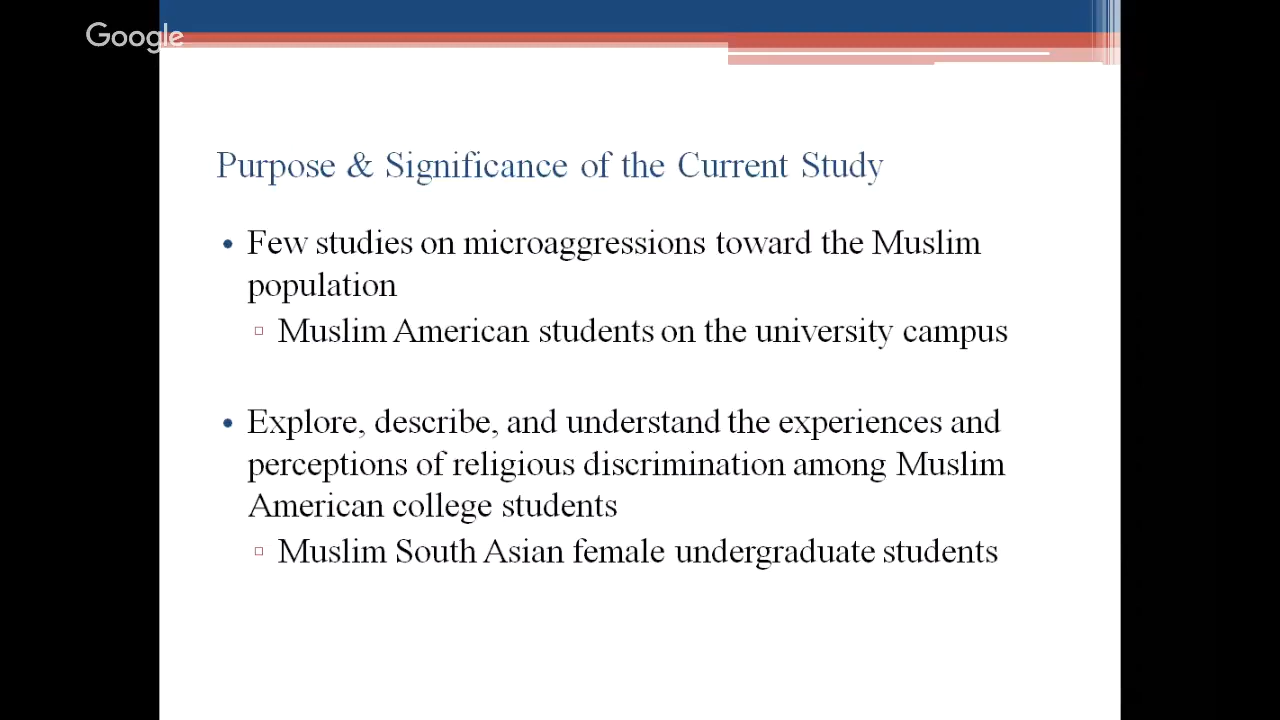 Google
Purpose & Significance of the Current Study
• Few studies on microaggressions toward the Muslim
population
▫ Muslim American students on the university campus
• Explore, describe, and understand the experiences and
perceptions of religious discrimination among Muslim
American college students
▫ Muslim South Asian female undergraduate students